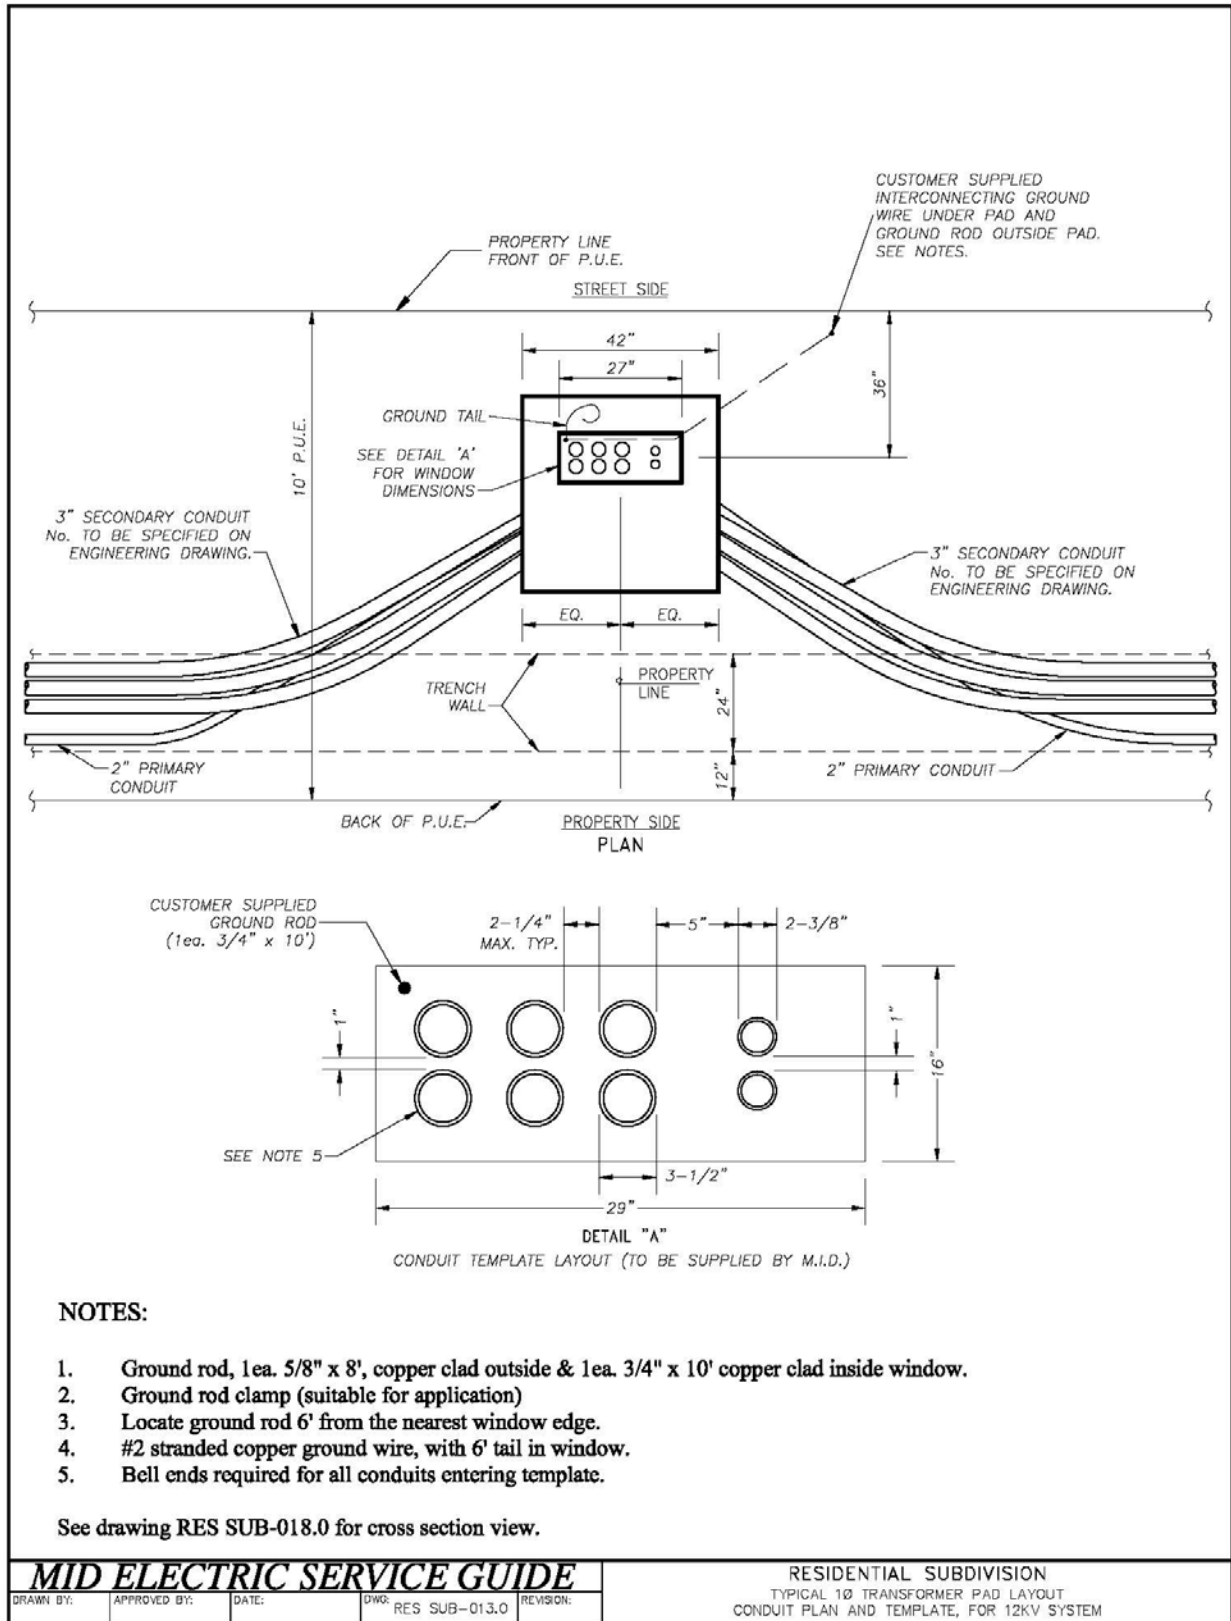 CUSTOMER SUPPLIED
INTERCONNECTING GROUND
WIRE UNDER PAD AND
GROUND ROD OUTSIDE PAD.
SEE NOTES.
PROPERTY LINE
FRONT OF P.U.E.
STREET SIDE
42"
27"
36"
GROUND TAIL
SEE DETAIL 'A'
FOR WINDOW
DIMENSIONS
10' P.U.E.
3" SECONDARY CONDUIT
No. TO BE SPECIFIED ON
ENGINEERING DRAWING.
3" SECONDARY CONDUIT
No. TO BE SPECIFIED ON
ENGINEERING DRAWING.
EQ.
EQ.
TRENCH
WALL
PROPERTY
LINE
24"
2" PRIMARY
CONDUIT
12"
2" PRIMARY CONDUIT
BACK OF P.U.E.
PROPERTY SIDE
PLAN
CUSTOMER SUPPLIED
GROUND ROD
(1ea. 3/4" x 10')
2-1/4"
MAX. TYP.
5"
2-3/8"
1"
1"
16"
SEE NOTE 5
3-1/2"
29"
DETAIL "A"
CONDUIT TEMPLATE LAYOUT (TO BE SUPPLIED BY M.I.D.)
NOTES:
1. Ground rod, 1ea. 5/8" x 8', copper clad outside & 1ea. 3/4" x 10' copper clad inside window.
2. Ground rod clamp (suitable for application)
3. Locate ground rod 6' from the nearest window edge.
4. #2 stranded copper ground wire, with 6' tail in window.
5. Bell ends required for all conduits entering template.
See drawing RES SUB-018.0 for cross section view.
MID ELECTRIC SERVICE GUIDE
DRAWN BY: APPROVED BY: DATE: DWG: RES SUB-013.0 REVISION:
RESIDENTIAL SUBDIVISION
TYPICAL 1Ø TRANSFORMER PAD LAYOUT
CONDUIT PLAN AND TEMPLATE, FOR 12KV SYSTEM